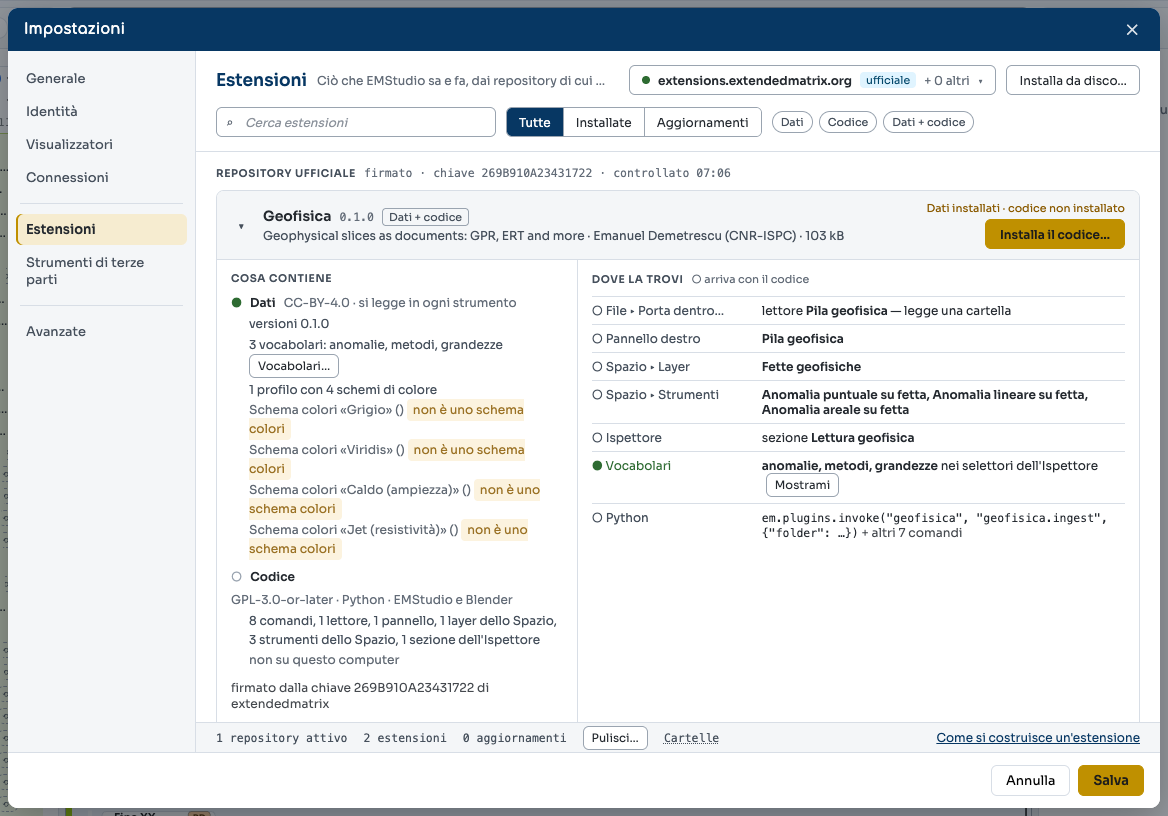 Impostazioni
Generale
Identità
Visualizzatori
Connessioni
Estensioni
Strumenti di terze
parti
Avanzate
Estensioni Ciò che EMStudio sa e fa, dai repository di cui ...
extensions.extendedmatrix.org ufficiale + 0 altri
Installa da disco...
Cerca estensioni
Tutte Installate Aggiornamenti
Dati Codice Dati + codice
REPOSITORY UFFICIALE firmato · chiave 269B910A23431722 · controllato 07:06
Geofisica 0.1.0 Dati + codice
Geophysical slices as documents: GPR, ERT and more · Emanuel Demetrescu (CNR-ISPC) · 103 kB
Dati installati · codice non installato
Installa il codice...
COSA CONTIENE
Dati CC-BY-4.0 · si legge in ogni strumento
versioni 0.1.0
3 vocabolari: anomalie, metodi, grandezze
Vocabolari...
1 profilo con 4 schemi di colore
Schema colori «Grigio» () non è uno schema
colori
Schema colori «Viridis» () non è uno schema
colori
Schema colori «Caldo (ampiezza)» () non è uno
schema colori
Schema colori «Jet (resistività)» () non è uno
schema colori
Codice
GPL-3.0-or-later · Python · EMStudio e Blender
8 comandi, 1 lettore, 1 pannello, 1 layer dello Spazio,
3 strumenti dello Spazio, 1 sezione dell'Ispettore
non su questo computer
firmato dalla chiave 269B910A23431722 di
extendedmatrix
DOVE LA TROVI arriva con il codice
File ▸ Porta dentro... lettore Pila geofisica — legge una cartella
Pannello destro Pila geofisica
Spazio ▸ Layer Fette geofisiche
Spazio ▸ Strumenti Anomalia puntuale su fetta, Anomalia lineare su fetta,
Anomalia areale su fetta
Ispettore sezione Lettura geofisica
Vocabolari anomalie, metodi, grandezze nei selettori dell'Ispettore
Mostrami
Python em.plugins.invoke("geofisica", "geofisica.ingest",
{"folder": …}) + altri 7 comandi
1 repository attivo 2 estensioni 0 aggiornamenti Pulisci... Cartelle
Come si costruisce un'estensione
Annulla Salva